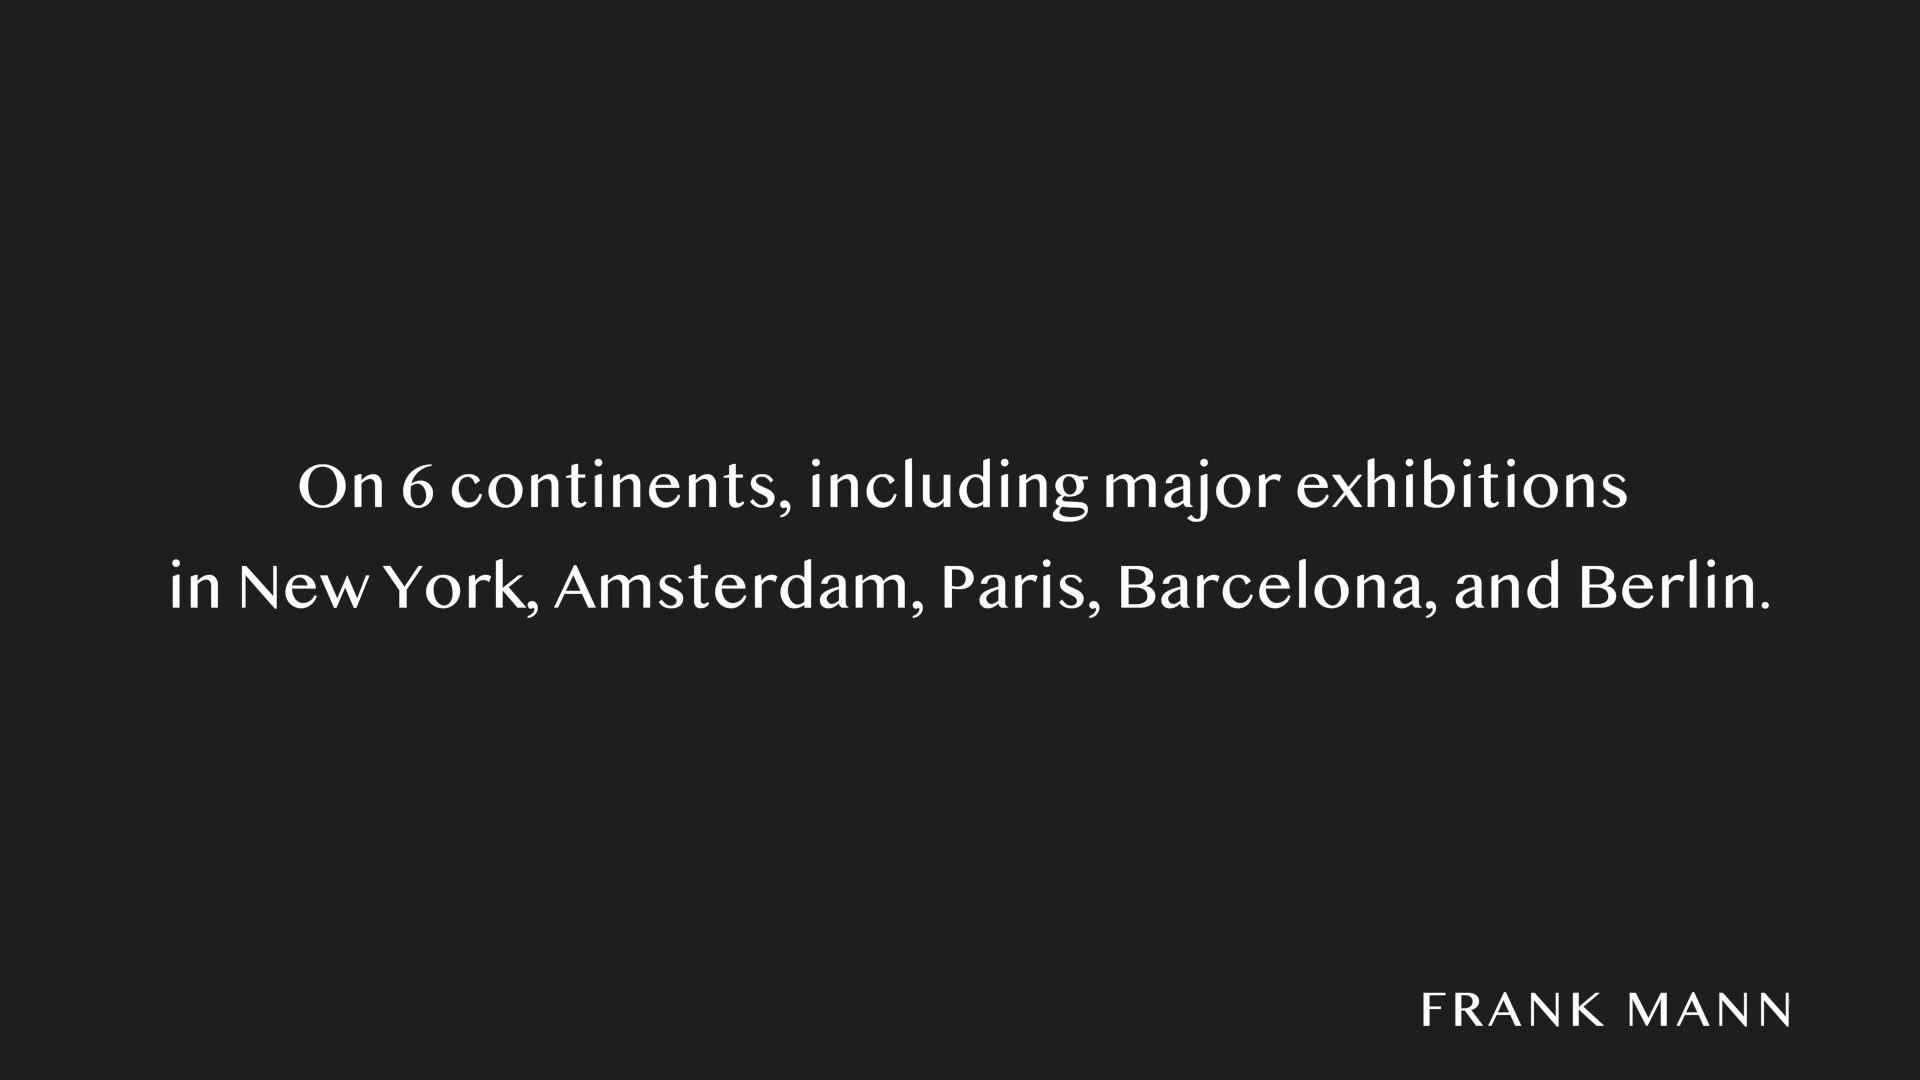 On 6 continents, including major exhibitions
in New York, Amsterdam, Paris, Barcelona, and Berlin.
FRANK MANN